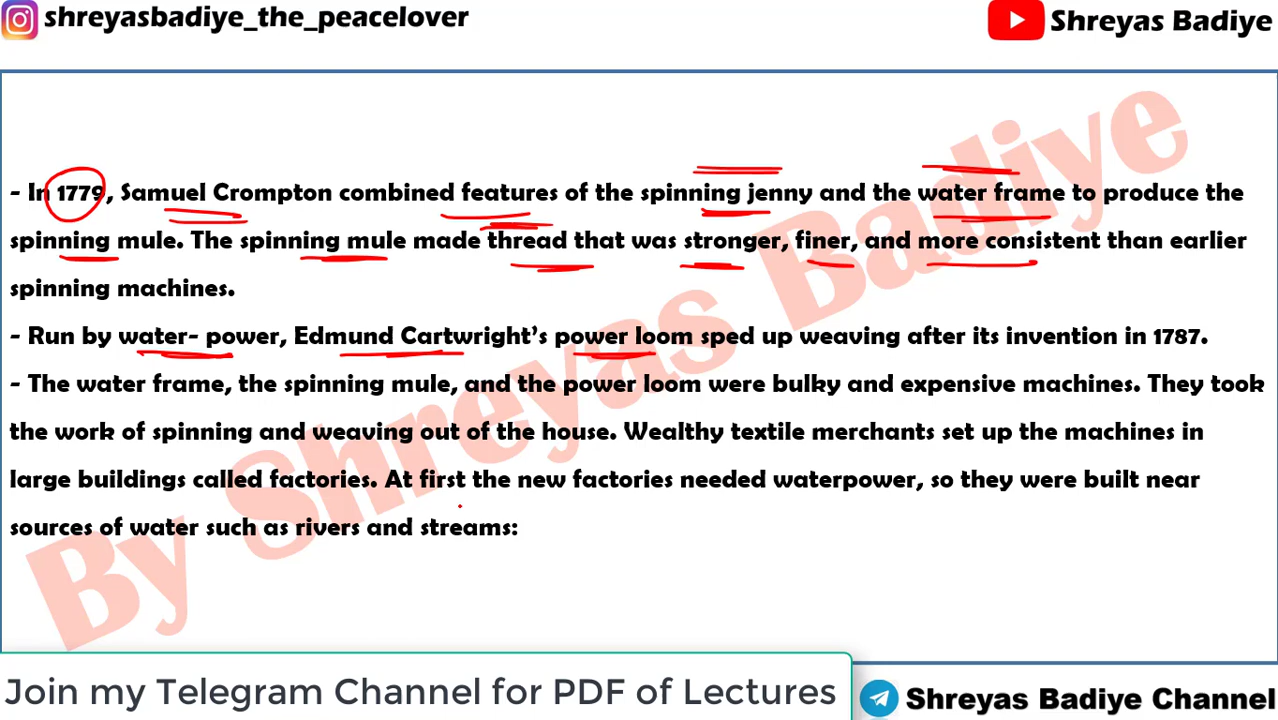 shreyasbadiye_the_peacelover
Shreyas Badiye
- In 1779, Samuel Crompton combined features of the spinning jenny and the water frame to produce the
spinning mule. The spinning mule made thread that was stronger, finer, and more consistent than earlier
spinning machines.
- Run by water- power, Edmund Cartwright’s power loom sped up weaving after its invention in 1787.
- The water frame, the spinning mule, and the power loom were bulky and expensive machines. They took
the work of spinning and weaving out of the house. Wealthy textile merchants set up the machines in
large buildings called factories. At first the new factories needed waterpower, so they were built near
sources of water such as rivers and streams:
By Shreyas Badiye
Join my Telegram Channel for PDF of Lectures
Shreyas Badiye Channel